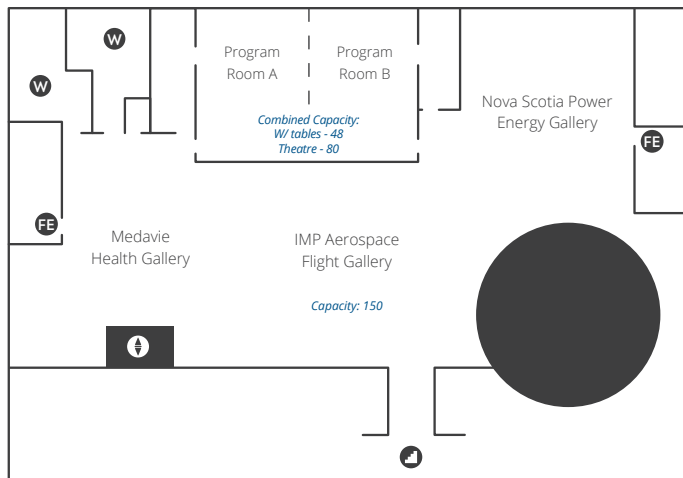 W
W
Program
Room A
Program
Room B
Combined Capacity:
W/ tables - 48
Theatre - 80
Nova Scotia Power
Energy Gallery
FE
FE
Medavie
Health Gallery
IMP Aerospace
Flight Gallery
Capacity: 150